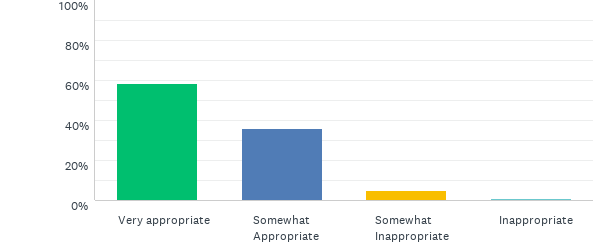 100%
80%
60%
40%
20%
0%
Very appropriate
Somewhat
Appropriate
Somewhat
Inappropriate
Inappropriate